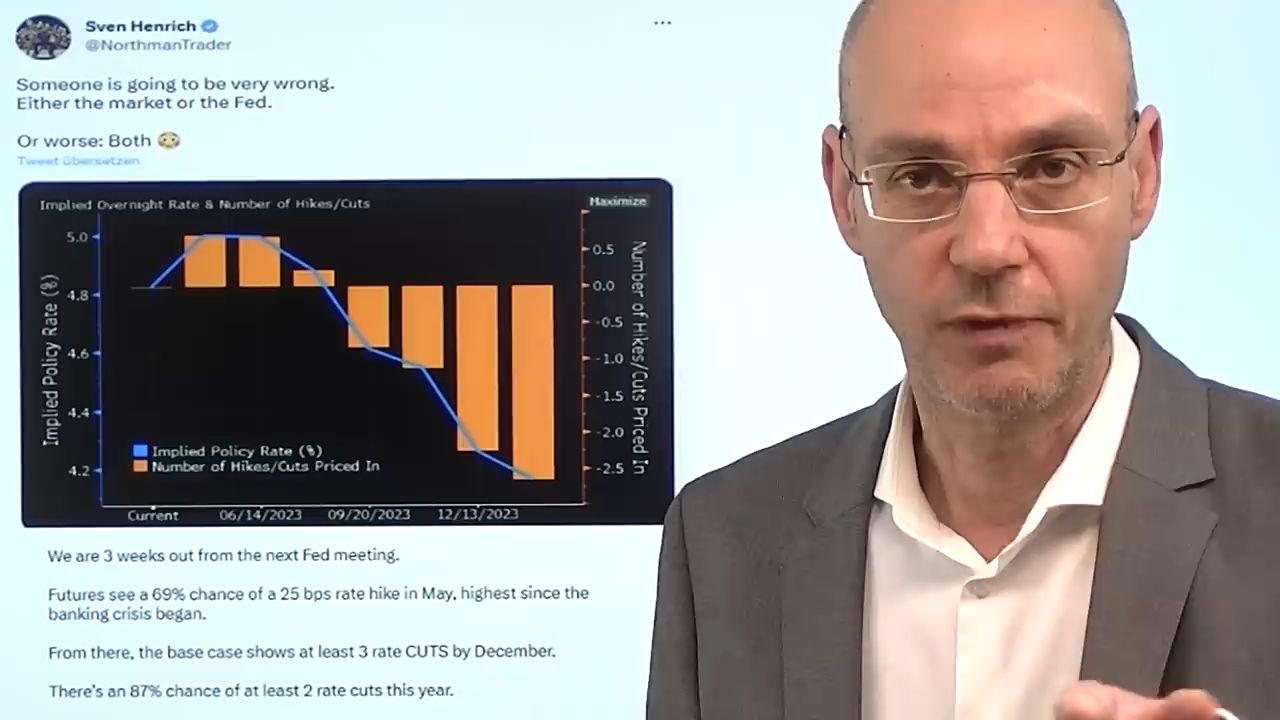 Sven Henrich
@NorthmanTrader
...
Someone is going to be very wrong.
Either the market or the Fed.
Or worse: Both 😳
Tweet übersetzen
Implied Overnight Rate & Number of Hikes/Cuts
Maximize
Implied Policy Rate (%)
5.0
4.8
4.6
4.4
4.2
Number of Hikes/Cuts Priced In
0.5
0.0
-0.5
-1.0
-1.5
-2.0
-2.5
Implied Policy Rate (%)
Number of Hikes/Cuts Priced In
Current 06/14/2023 09/20/2023 12/13/2023
We are 3 weeks out from the next Fed meeting.
Futures see a 69% chance of a 25 bps rate hike in May, highest since the
banking crisis began.
From there, the base case shows at least 3 rate CUTS by December.
There's an 87% chance of at least 2 rate cuts this year.